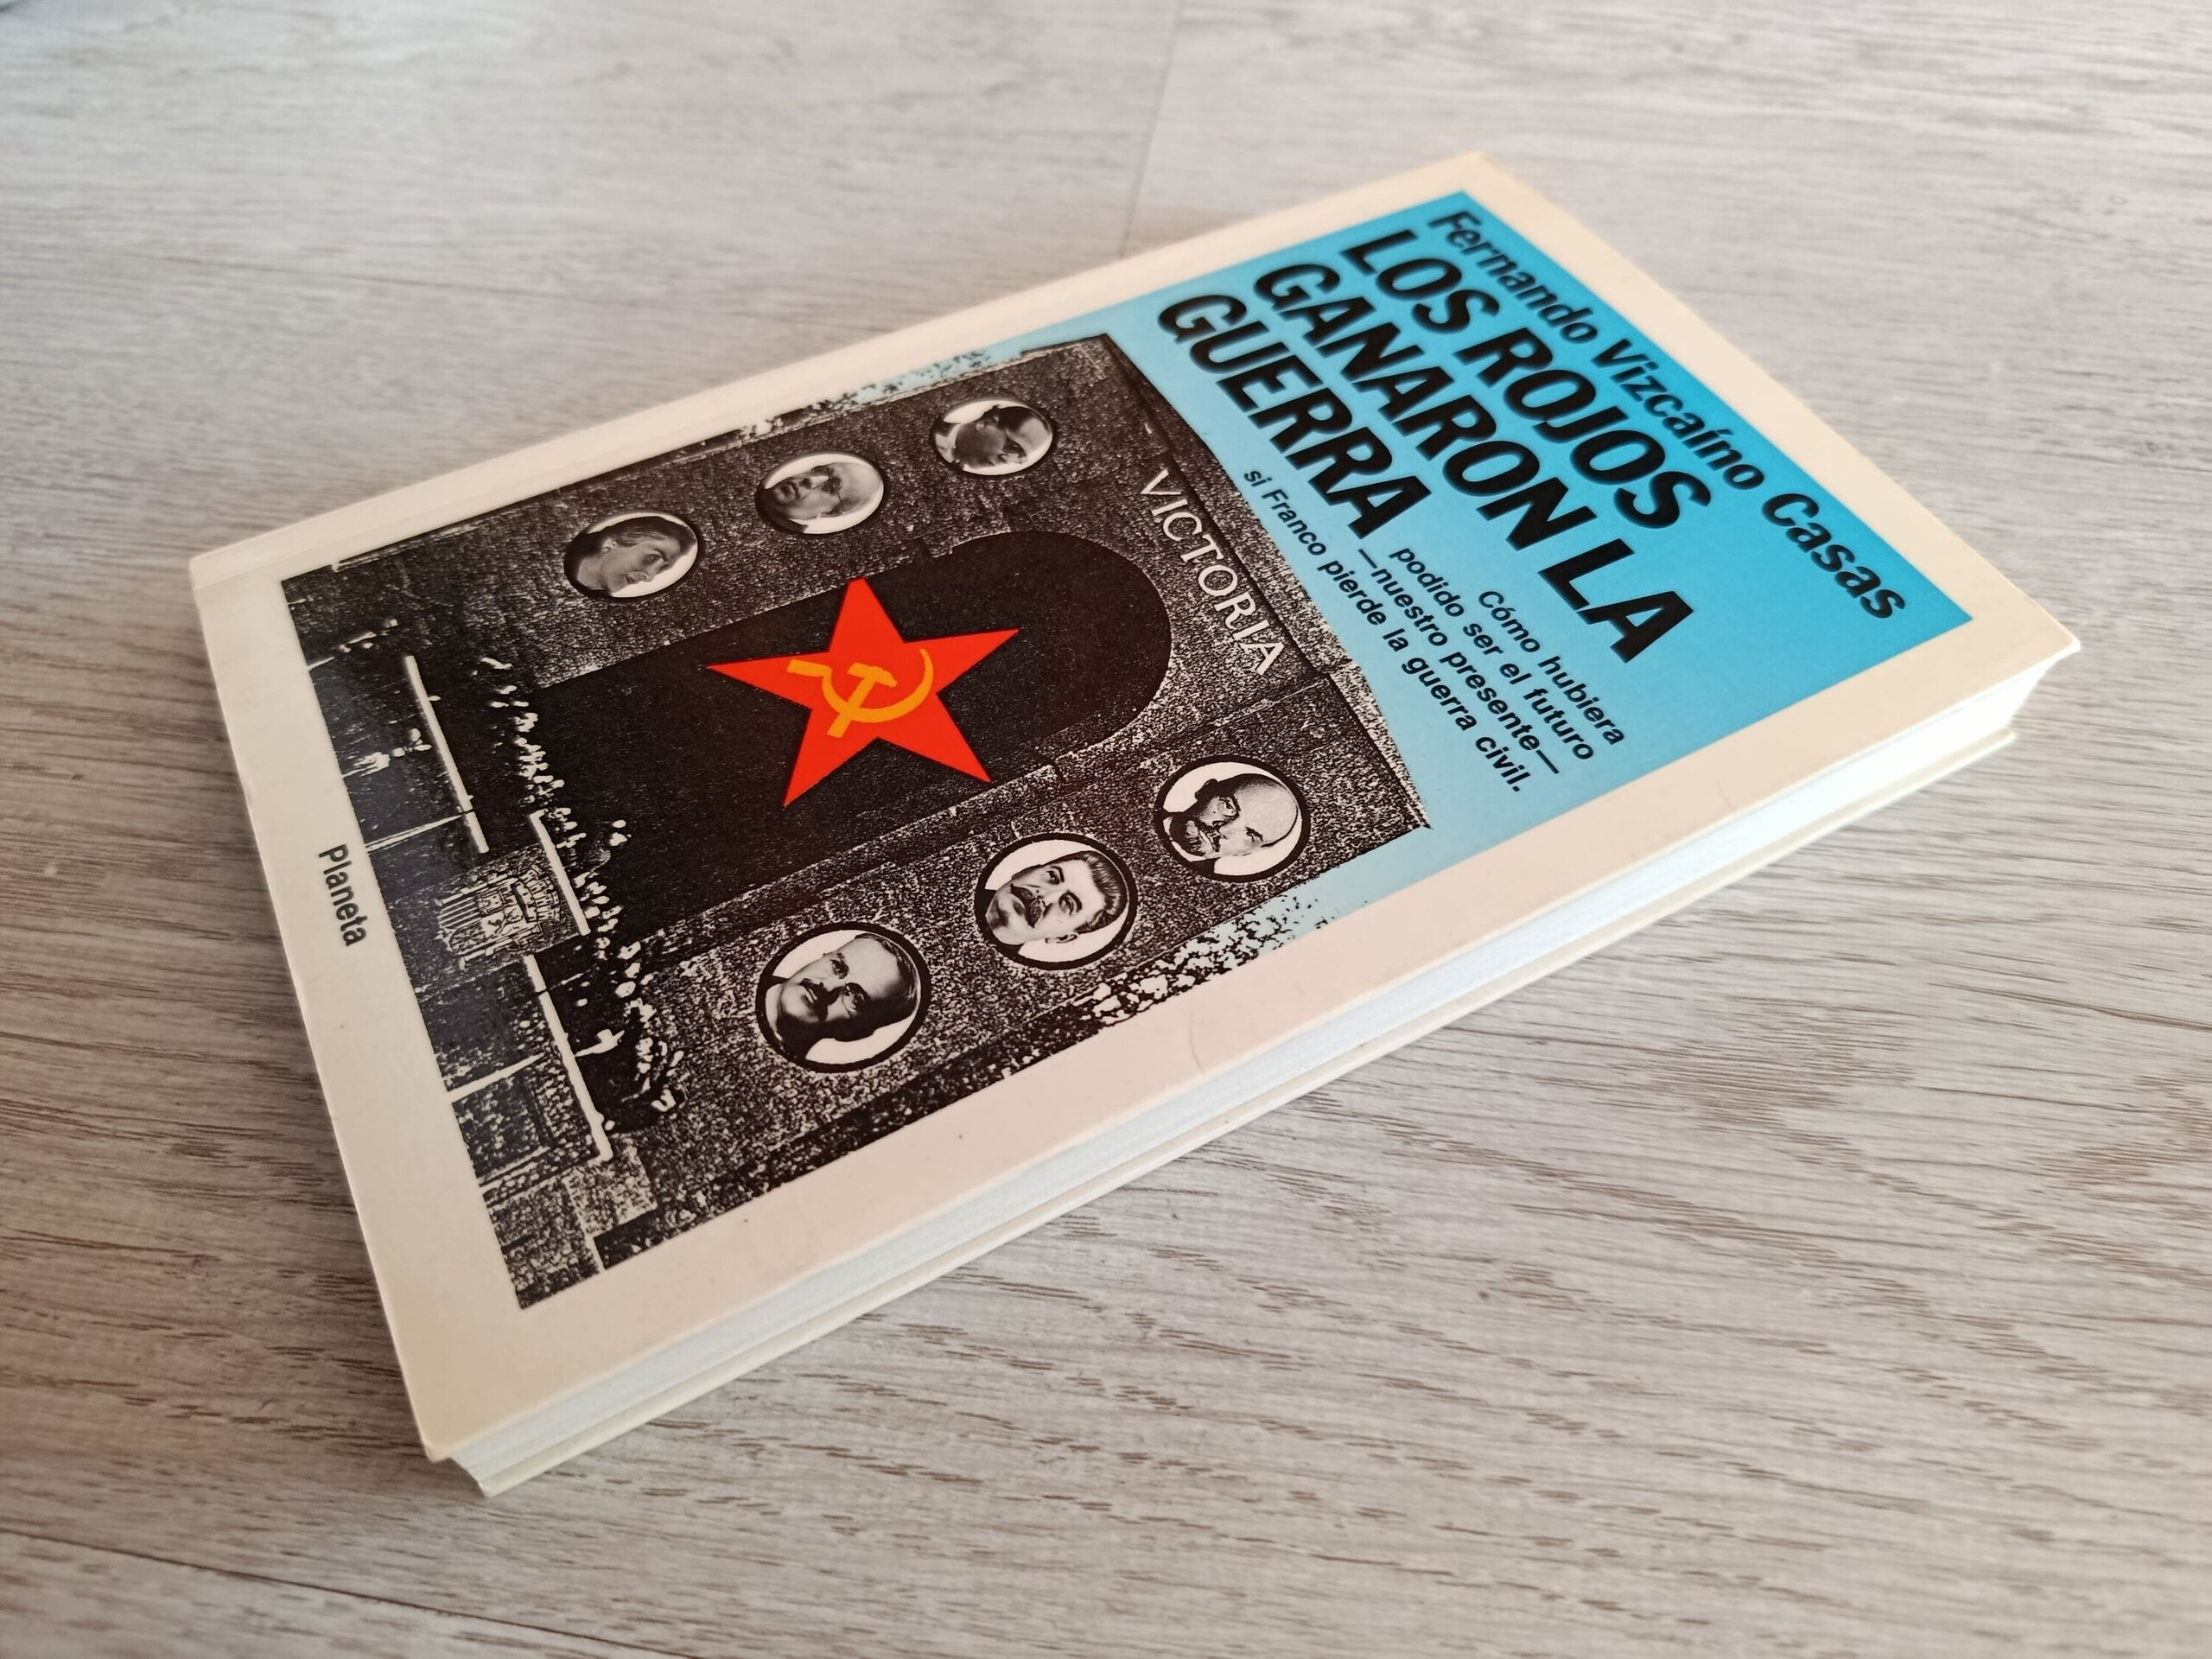 Fernando Vizcaíno Casas
LOS ROJOS
GANARON LA
GUERRA
Cómo hubiera
podido ser el futuro
—nuestro presente—
si Franco pierde la guerra civil.
VICTORIA
Planeta